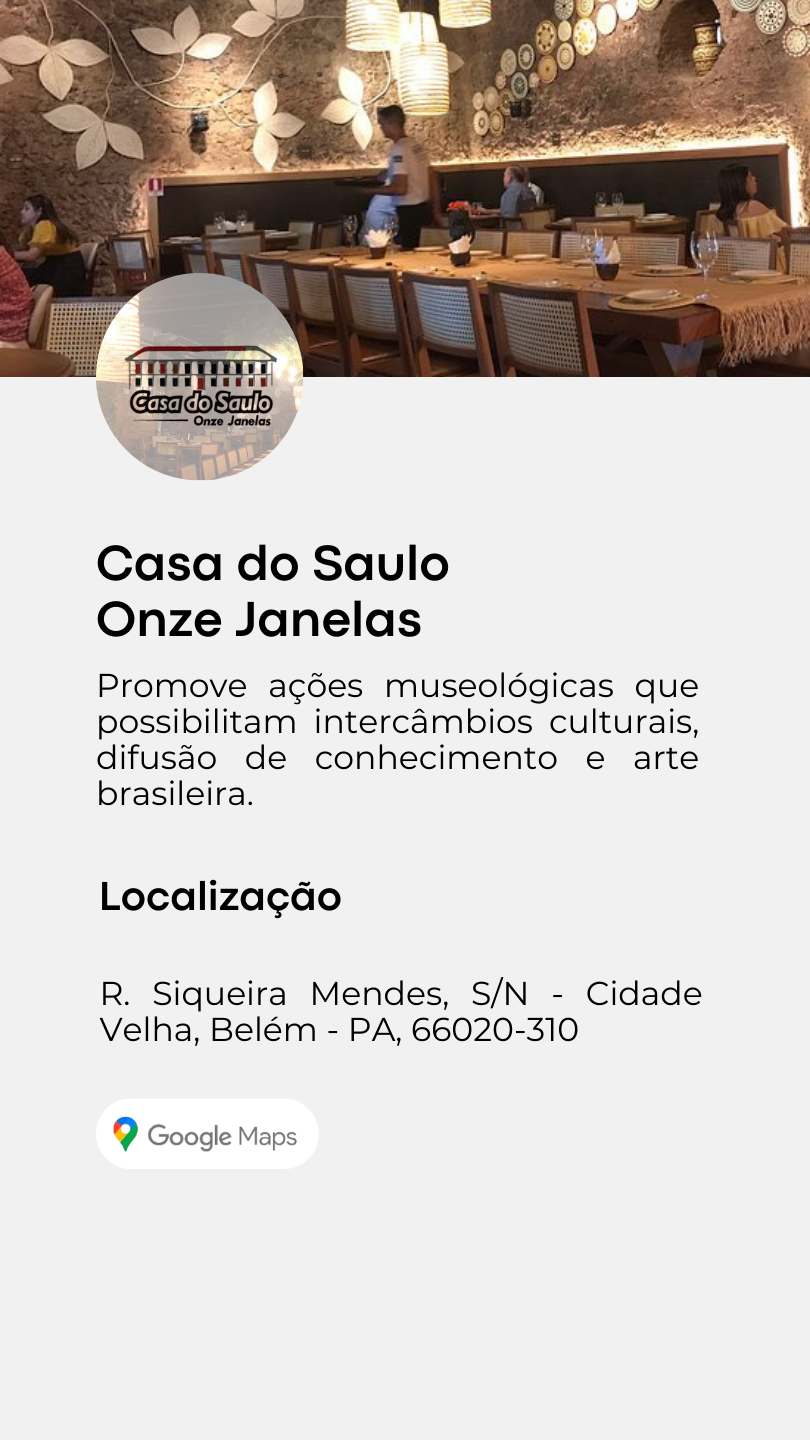 Casa do Saulo
Onze Janelas
Casa do Saulo
Onze Janelas
Promove ações museológicas que
possibilitam intercâmbios culturais,
difusão de conhecimento e arte
brasileira.
Localização
R. Siqueira Mendes, S/N - Cidade
Velha, Belém - PA, 66020-310
Google Maps